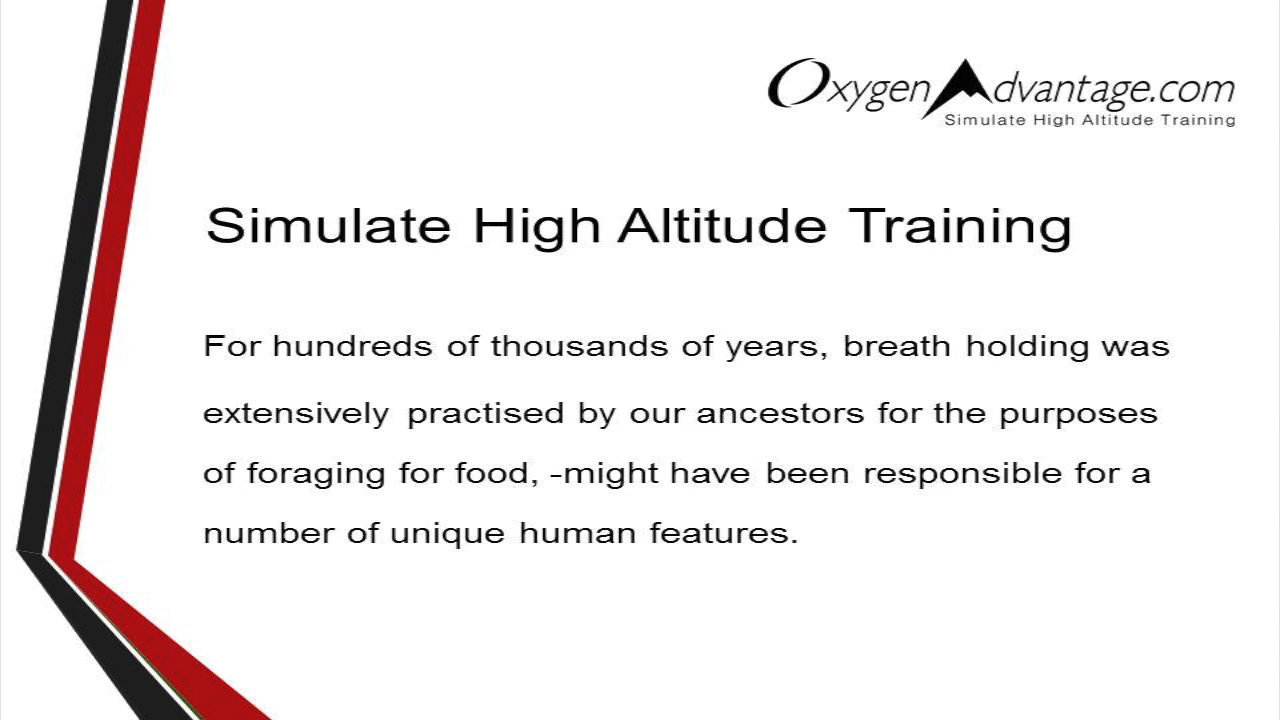 OxygenAdvantage.com
Simulate High Altitude Training
Simulate High Altitude Training
For hundreds of thousands of years, breath holding was
extensively practised by our ancestors for the purposes
of foraging for food, -might have been responsible for a
number of unique human features.